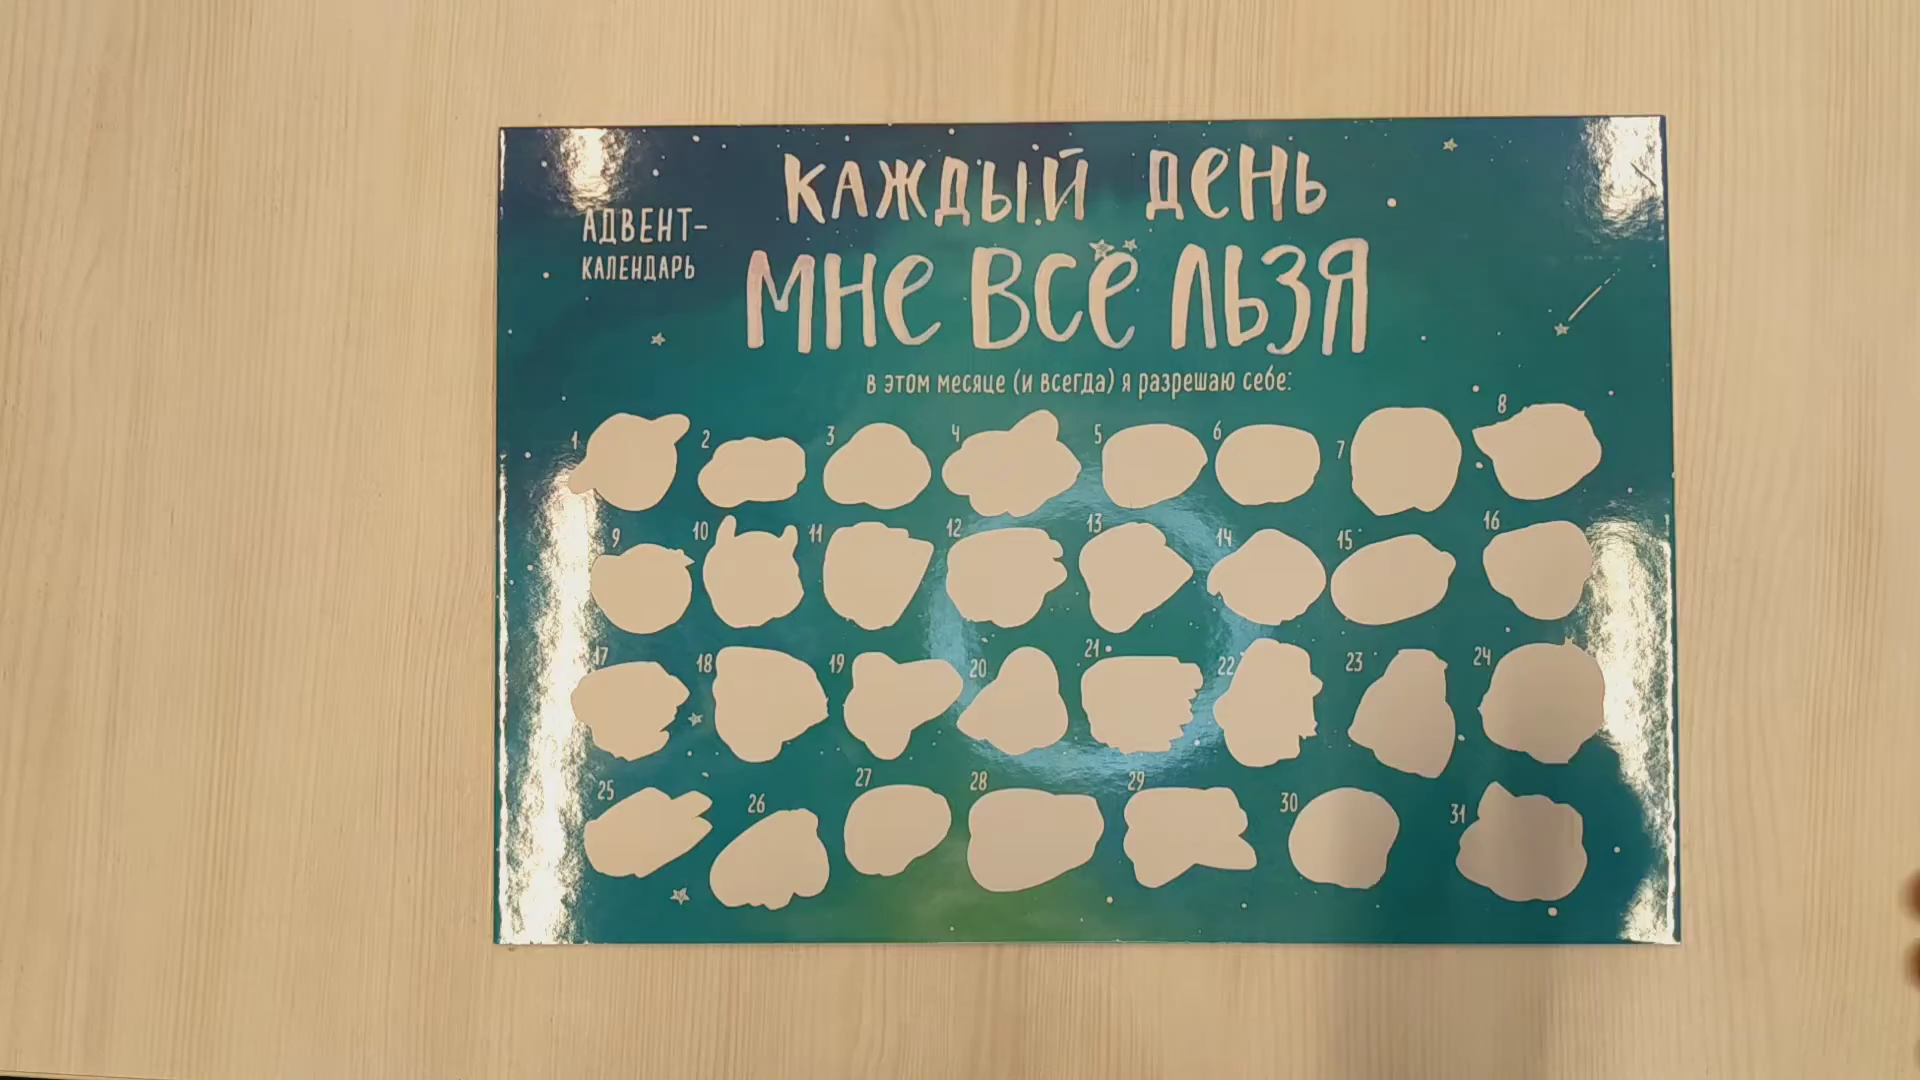 КАЖДЫЙ ДЕНЬ
МНЕ ВСЁ ЛЬЗЯ
АДВЕНТ-
КАЛЕНДАРЬ
в этом месяце (и всегда) я разрешаю себе:
1 2 3 4 5 6 7 8
9 10 11 12 13 14 15 16
17 18 19 20 21 22 23 24
25 26 27 28 29 30 31